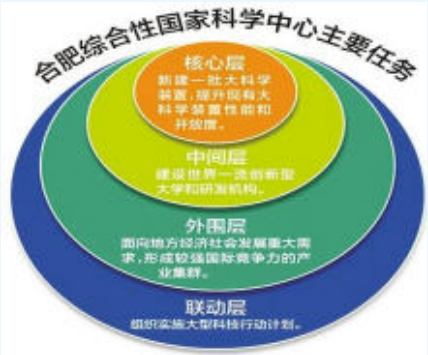 合肥综合性国家科学中心主要任务
核心层
新建一批大科学
装置,提升现有大
科学装置性能和
开放度。
中间层
建设世界一流创新型
大学和研发机构。
外围层
面向地方经济社会发展重大需
求,形成较强国际竞争力的产
业集群。
联动层
组织实施大型科技行动计划。